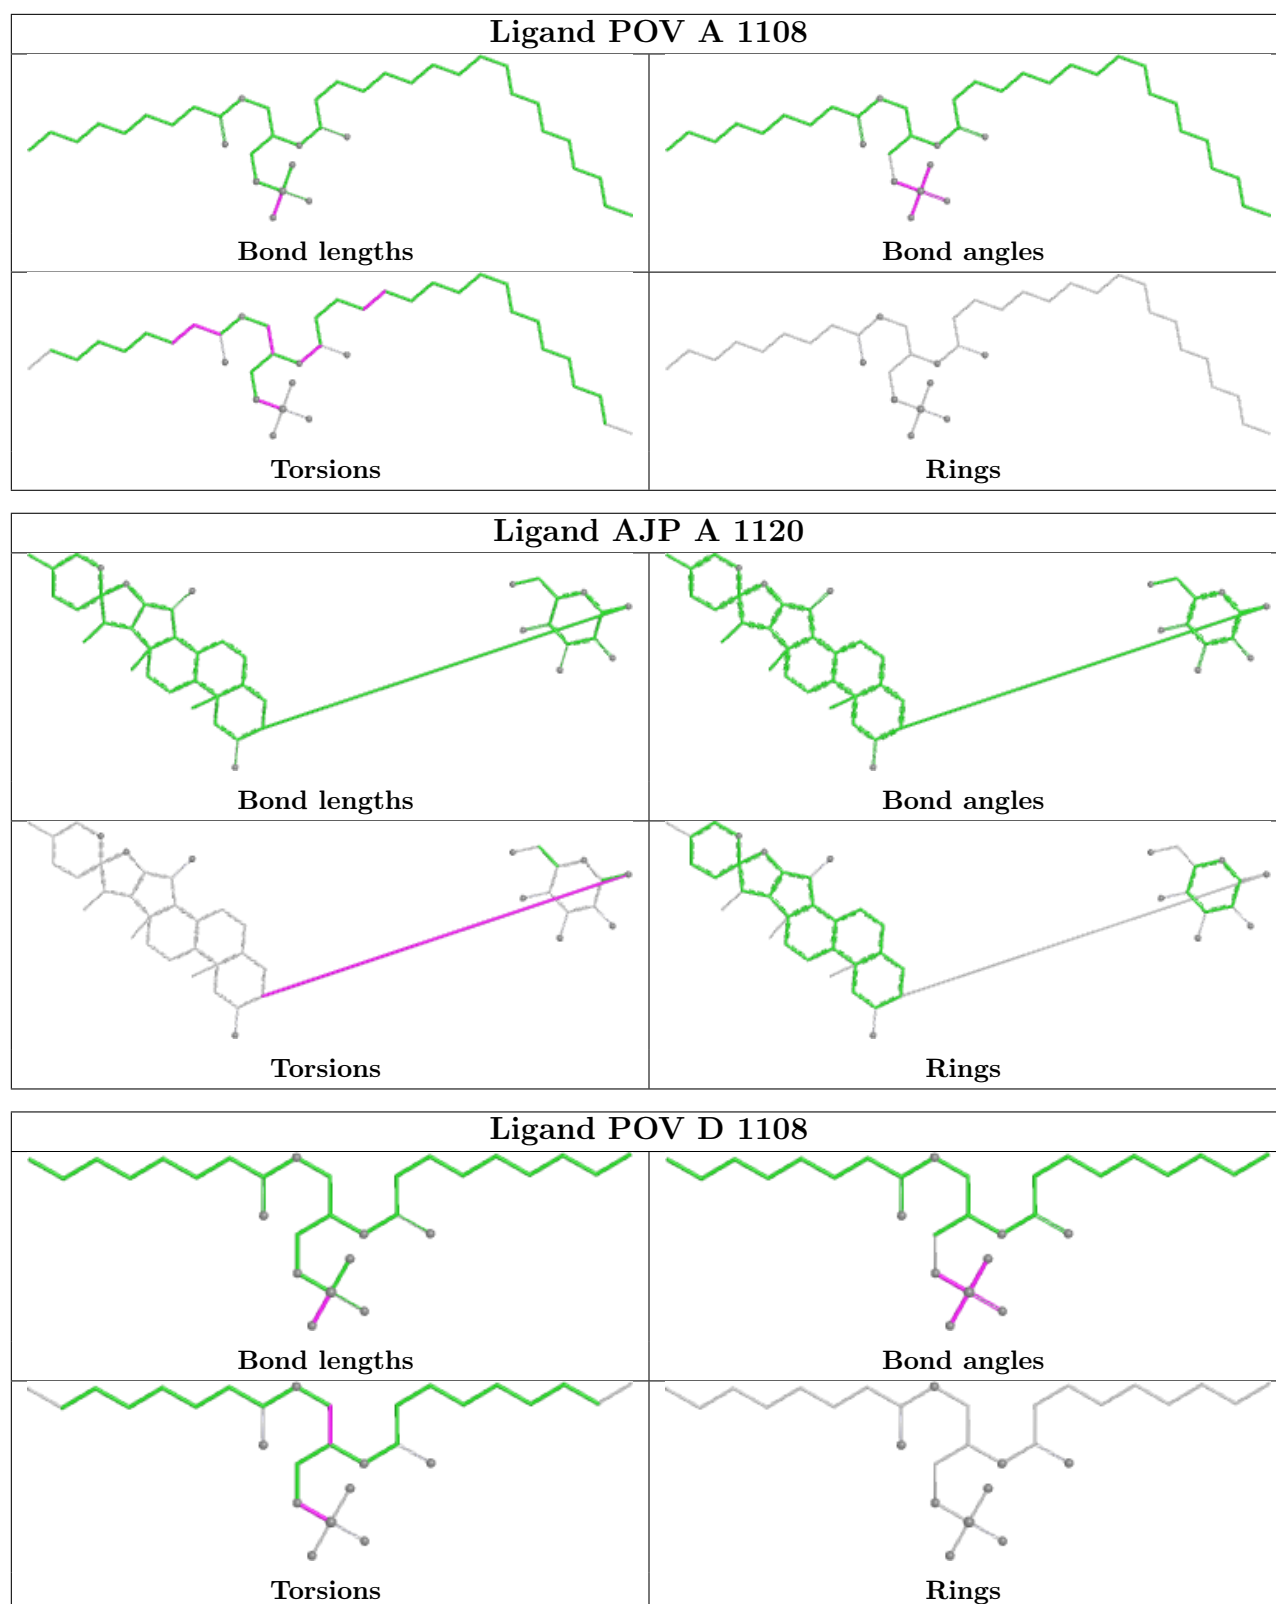 Ligand POV A 1108
Bond lengths
Bond angles
Torsions
Rings
Ligand AJP A 1120
Bond lengths
Bond angles
Torsions
Rings
Ligand POV D 1108
Bond lengths
Bond angles
Torsions
Rings